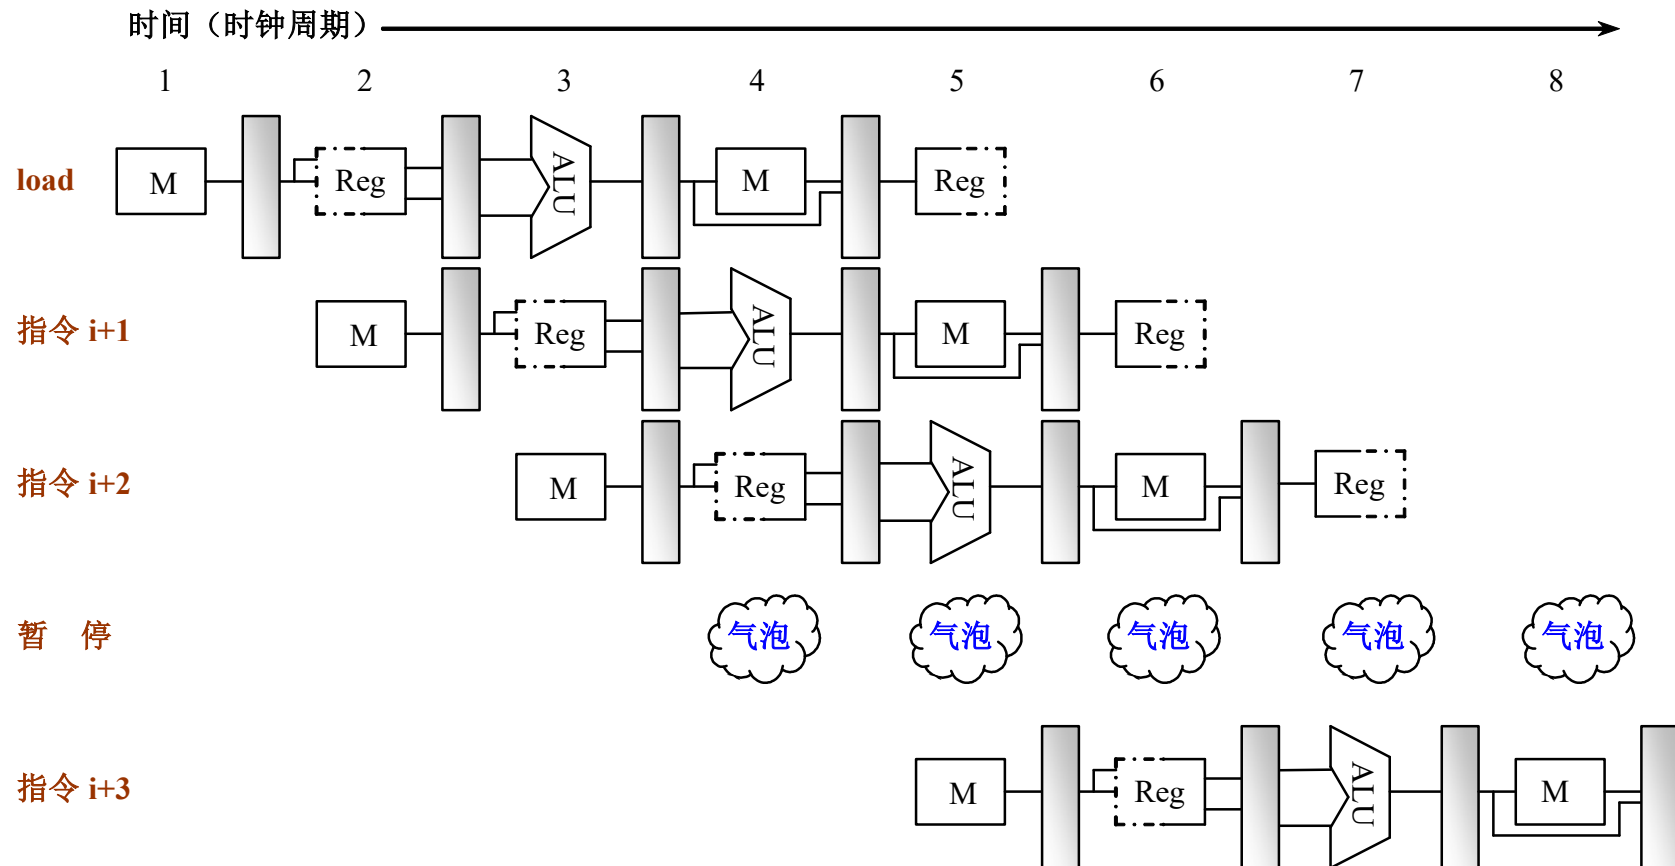 时间（时钟周期）
1 2 3 4 5 6 7 8
load M Reg ALU M Reg
指令 i+1 M Reg ALU M Reg
指令 i+2 M Reg ALU M Reg
暂 停 气泡 气泡 气泡 气泡 气泡
指令 i+3 M Reg ALU M